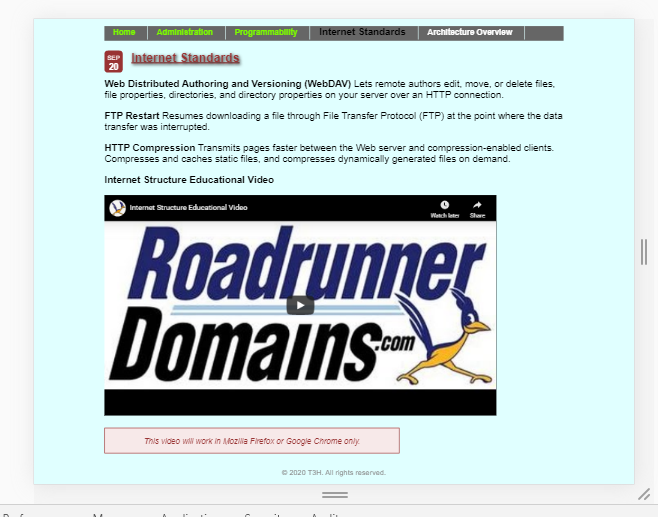 Home Administration Programmability Internet Standards Architecture Overview
SEP
20
Internet Standards
Web Distributed Authoring and Versioning (WebDAV) Lets remote authors edit, move, or delete files,
file properties, directories, and directory properties on your server over an HTTP connection.
FTP Restart Resumes downloading a file through File Transfer Protocol (FTP) at the point where the data
transfer was interrupted.
HTTP Compression Transmits pages faster between the Web server and compression-enabled clients.
Compresses and caches static files, and compresses dynamically generated files on demand.
Internet Structure Educational Video
Internet Structure Educational Video
Watch later Share
Roadrunner
Domains.com
This video will work in Mozilla Firefox or Google Chrome only.
© 2020 T3H. All rights reserved.